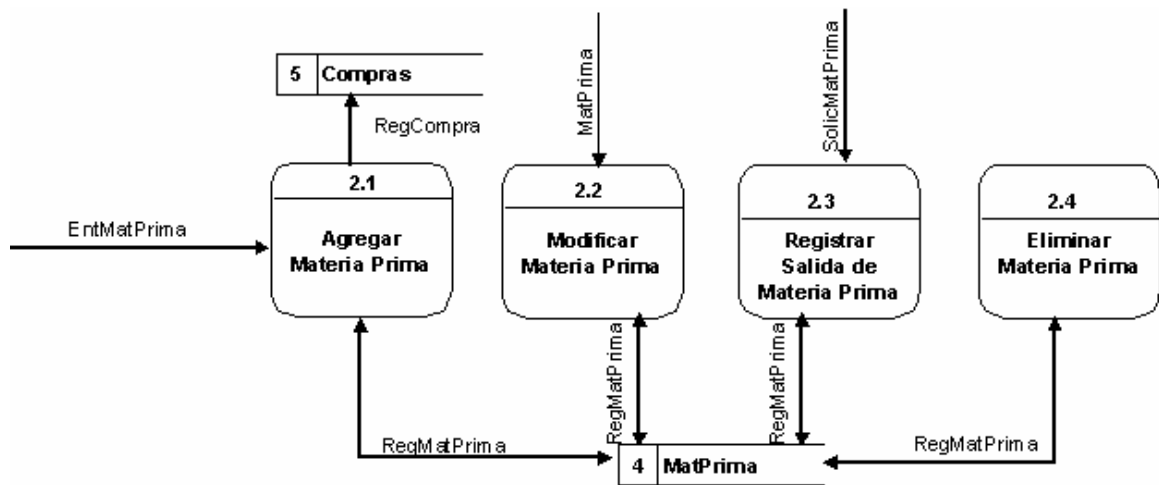 5 Compras
RegCompra
MatPrima
SolicMatPrima
2.1
2.2
2.3
2.4
EntMatPrima
Agregar
Materia Prima
Modificar
Materia Prima
Registrar
Salida de
Materia Prima
Eliminar
Materia Prima
RegMatPrima
RegMatPrima
RegMatPrima
RegMatPrima
4 MatPrima